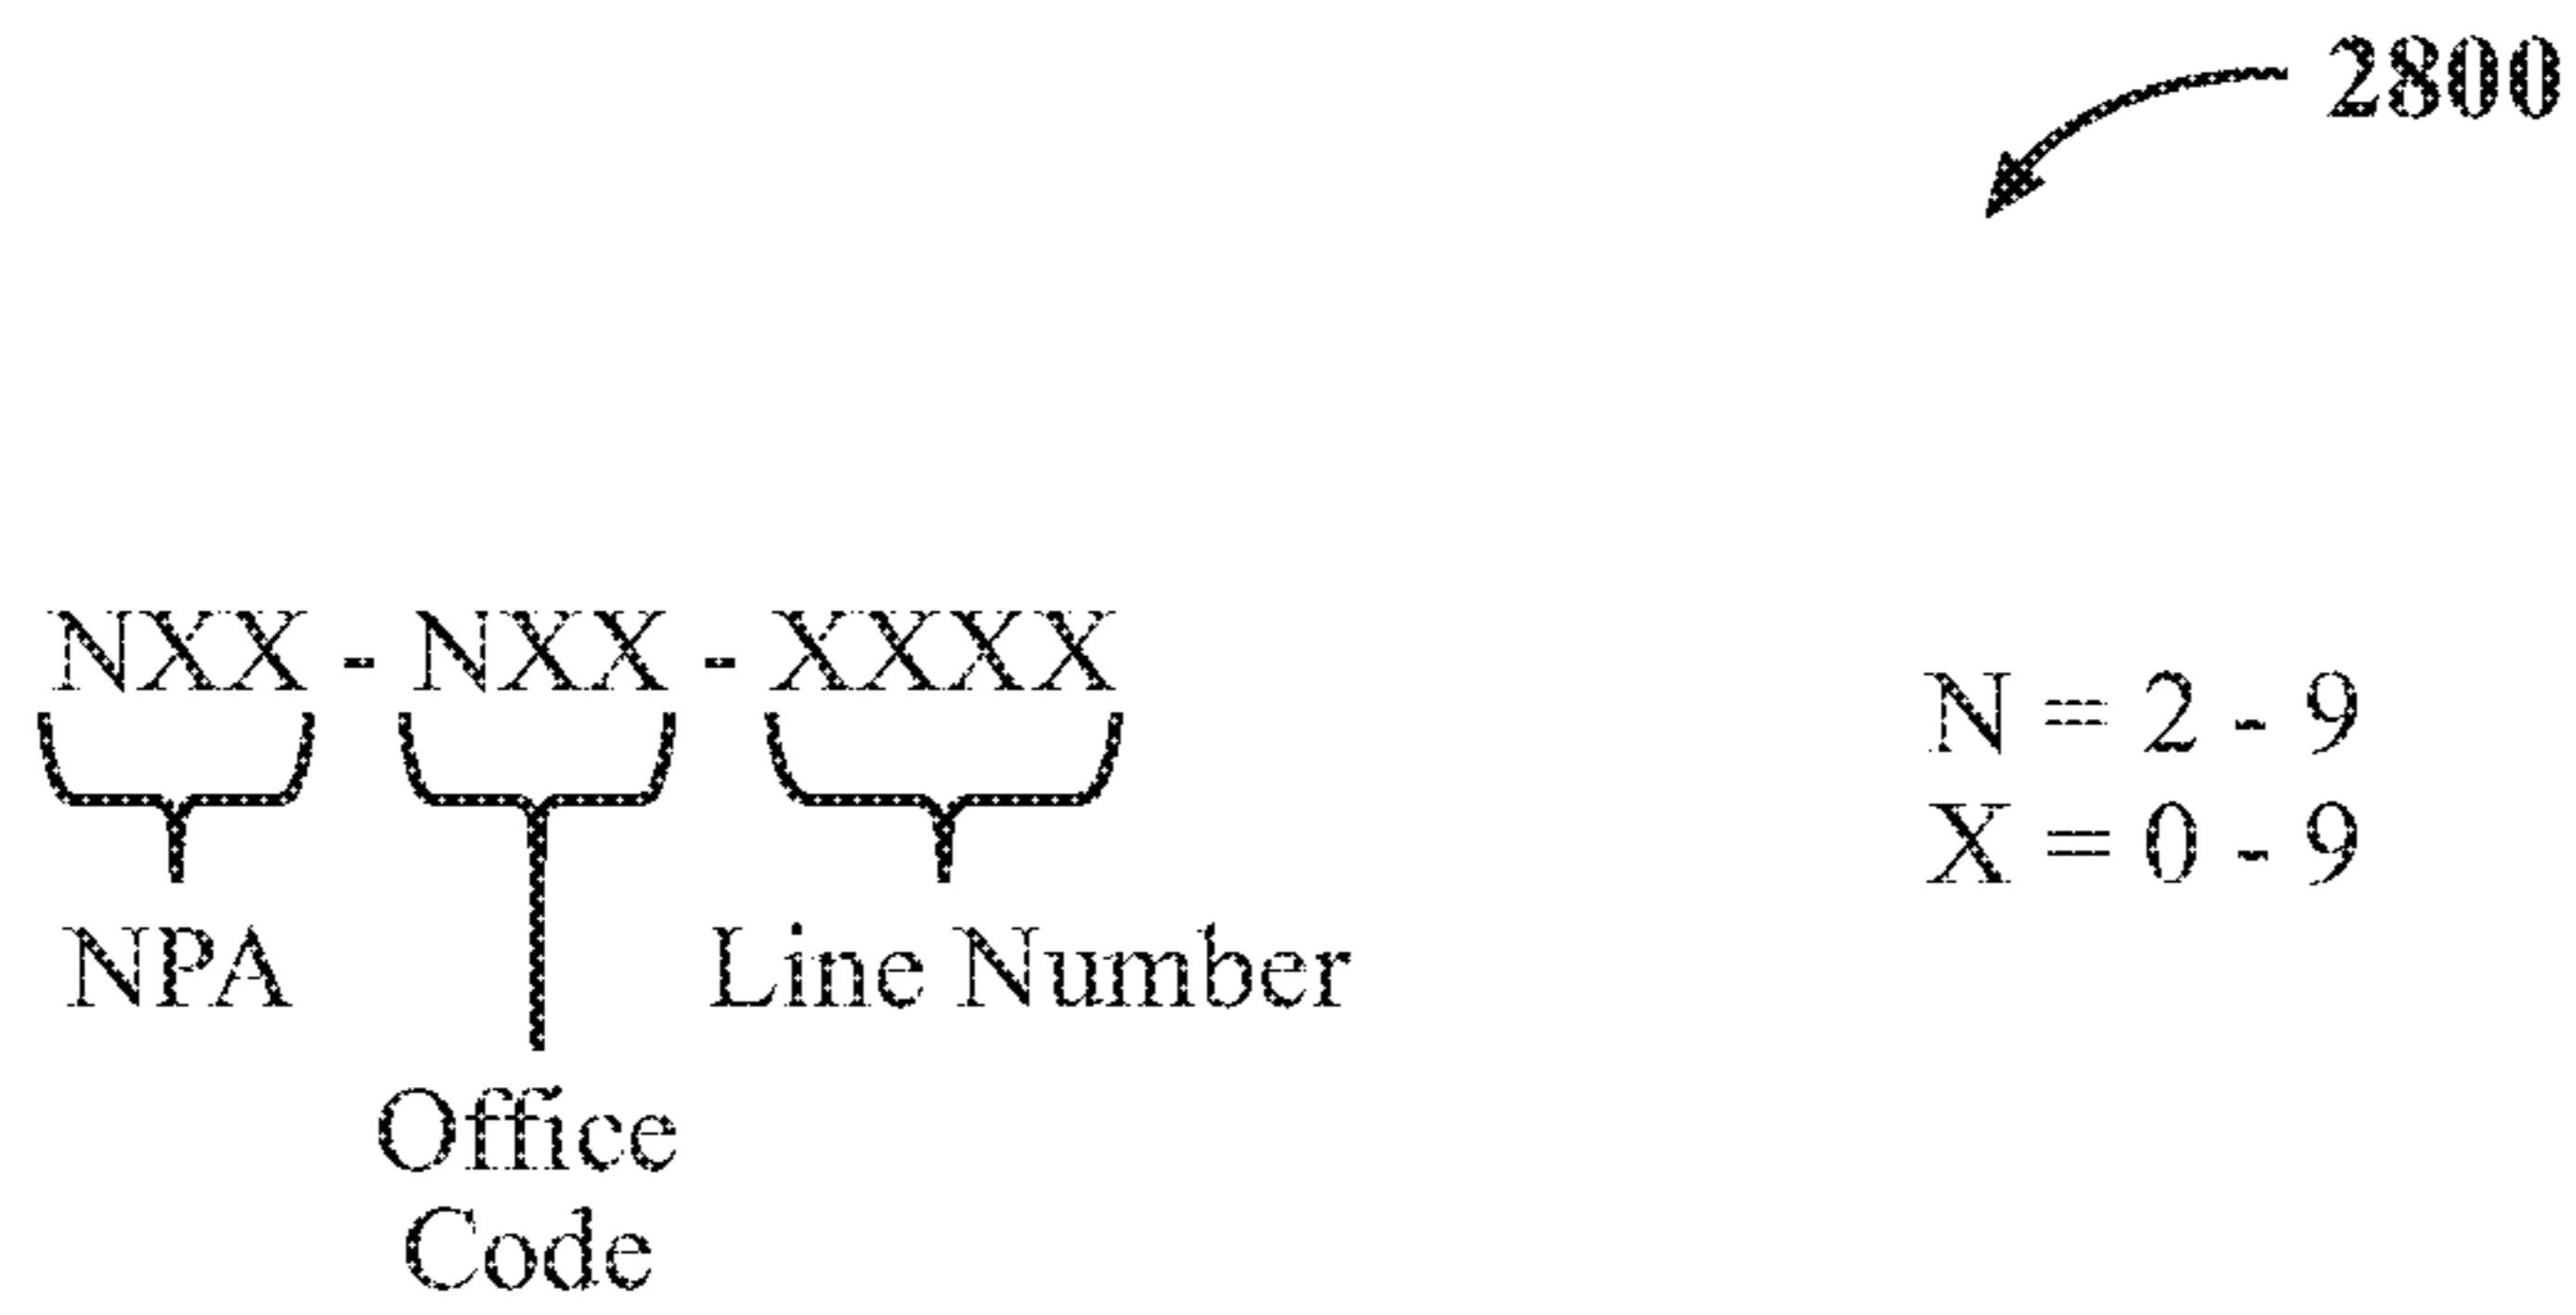 2800
NXX - NXX - XXXX
N = 2 - 9
X = 0 - 9
NPA
Line Number
Office
Code